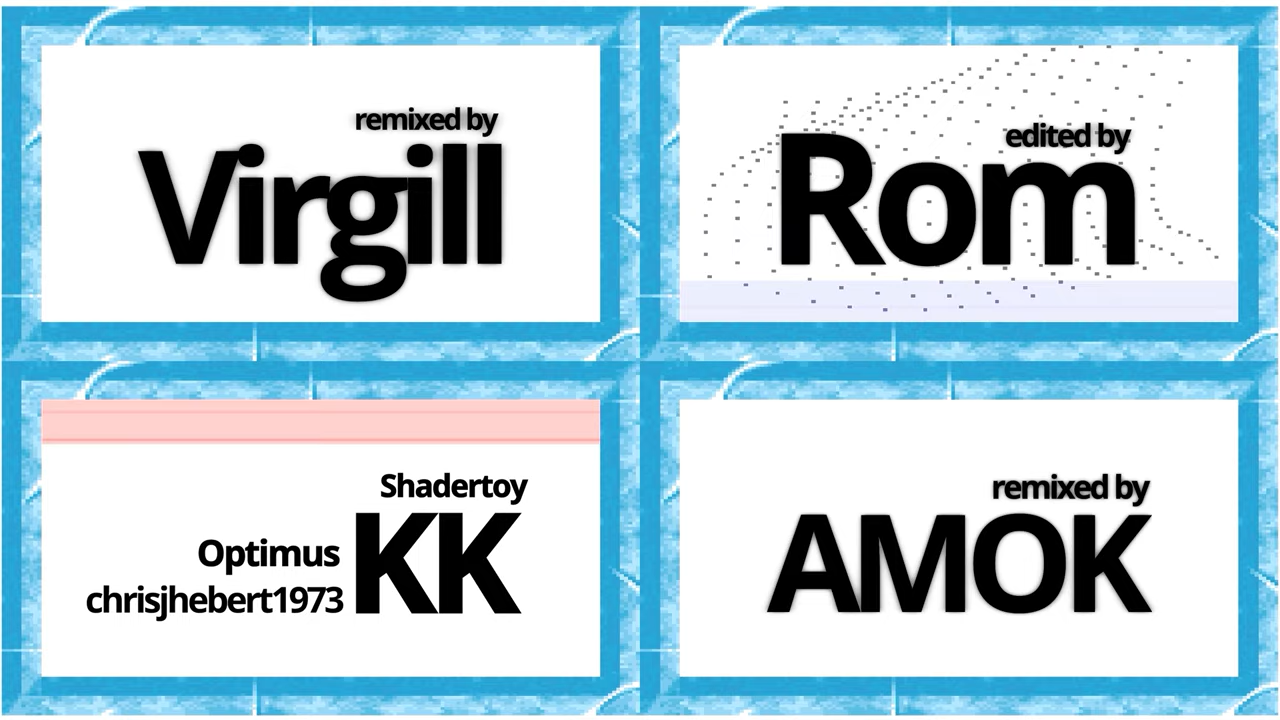 remixed by
Virgill
edited by
Rom
Shadertoy
KK
Optimus
chrisjhebert1973
remixed by
AMOK